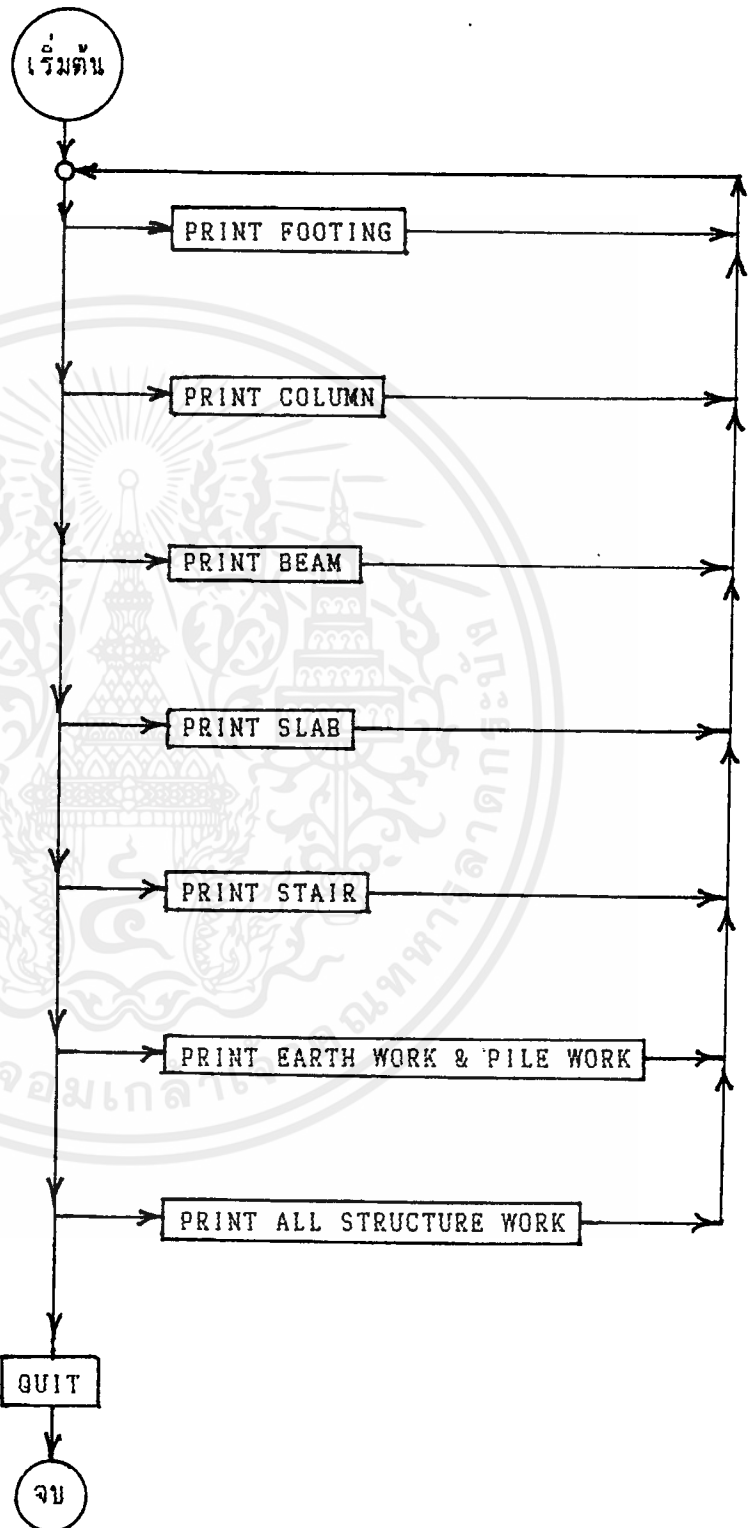 เริ่มต้น
PRINT FOOTING
PRINT COLUMN
PRINT BEAM
PRINT SLAB
PRINT STAIR
PRINT EARTH WORK & PILE WORK
PRINT ALL STRUCTURE WORK
QUIT
จบ